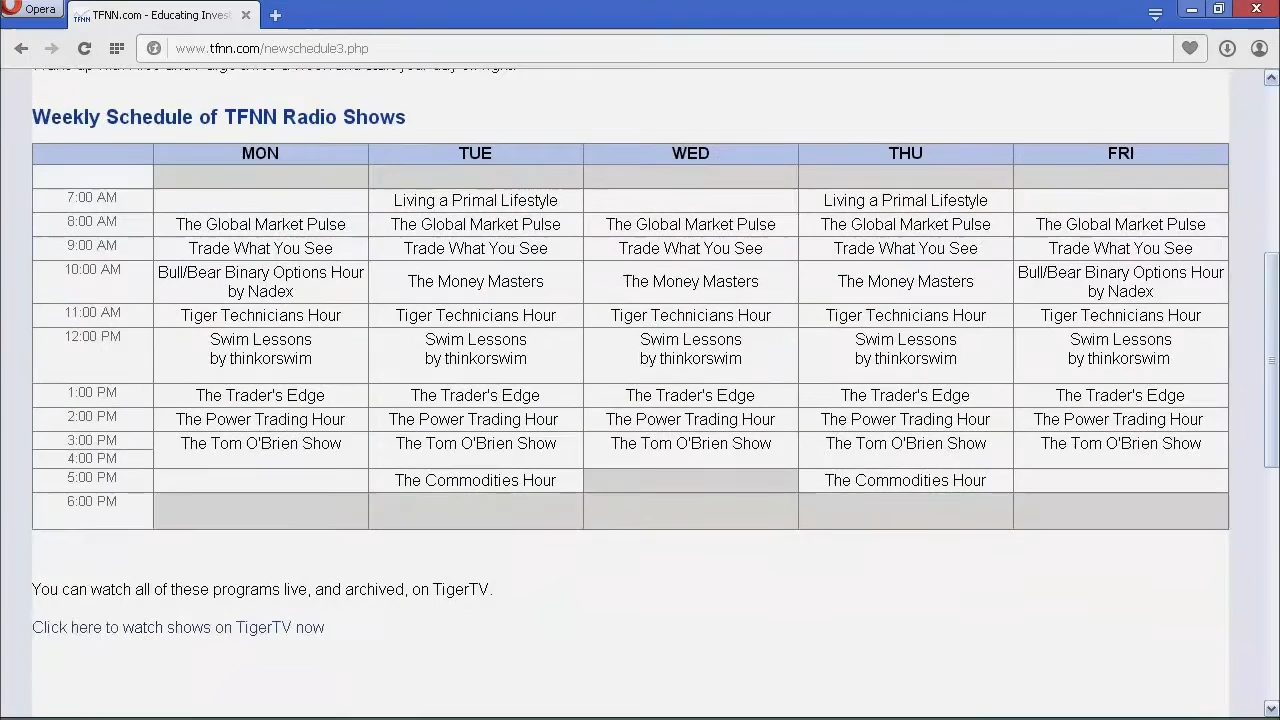 Opera
TFNN.com - Educating Invest
www.tfnn.com/newschedule3.php
Weekly Schedule of TFNN Radio Shows
MON TUE WED THU FRI
7:00 AM Living a Primal Lifestyle Living a Primal Lifestyle
8:00 AM The Global Market Pulse The Global Market Pulse The Global Market Pulse The Global Market Pulse The Global Market Pulse
9:00 AM Trade What You See Trade What You See Trade What You See Trade What You See Trade What You See
10:00 AM Bull/Bear Binary Options Hour The Money Masters The Money Masters The Money Masters Bull/Bear Binary Options Hour
by Nadex by Nadex
11:00 AM Tiger Technicians Hour Tiger Technicians Hour Tiger Technicians Hour Tiger Technicians Hour Tiger Technicians Hour
12:00 PM Swim Lessons Swim Lessons Swim Lessons Swim Lessons Swim Lessons
by thinkorswim by thinkorswim by thinkorswim by thinkorswim by thinkorswim
1:00 PM The Trader's Edge The Trader's Edge The Trader's Edge The Trader's Edge The Trader's Edge
2:00 PM The Power Trading Hour The Power Trading Hour The Power Trading Hour The Power Trading Hour The Power Trading Hour
3:00 PM The Tom O'Brien Show The Tom O'Brien Show The Tom O'Brien Show The Tom O'Brien Show The Tom O'Brien Show
4:00 PM
5:00 PM The Commodities Hour The Commodities Hour
6:00 PM
You can watch all of these programs live, and archived, on TigerTV.
Click here to watch shows on TigerTV now